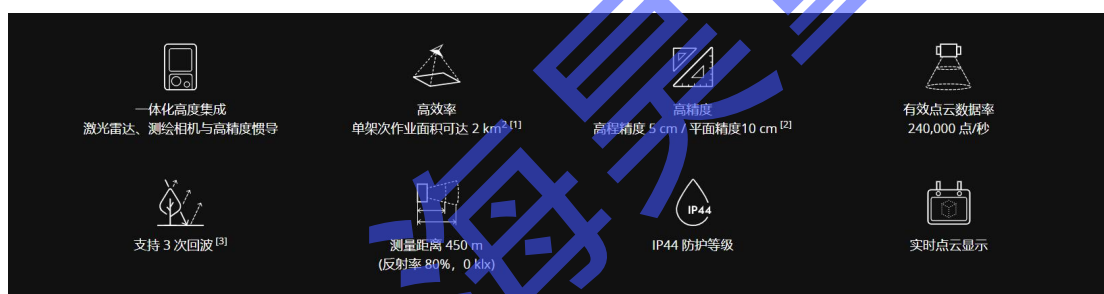 一体化高度集成
激光雷达、测绘相机与高精度惯导
高效率
单架次作业面积可达 2 km² [1]
高精度
高程精度 5 cm / 平面精度10 cm [2]
有效点云数据率
240,000 点/秒
支持 3 次回波 [3]
测量距离 450 m
(反射率 80%，0 klx)
IP44
IP44 防护等级
实时点云显示
海昊